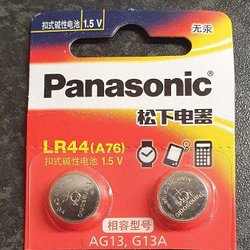 扣式碱性电池 1.5 V
无汞
Panasonic
松下电器
LR44(A76)
扣式碱性电池 1.5 V
相容型号
AG13, G13A